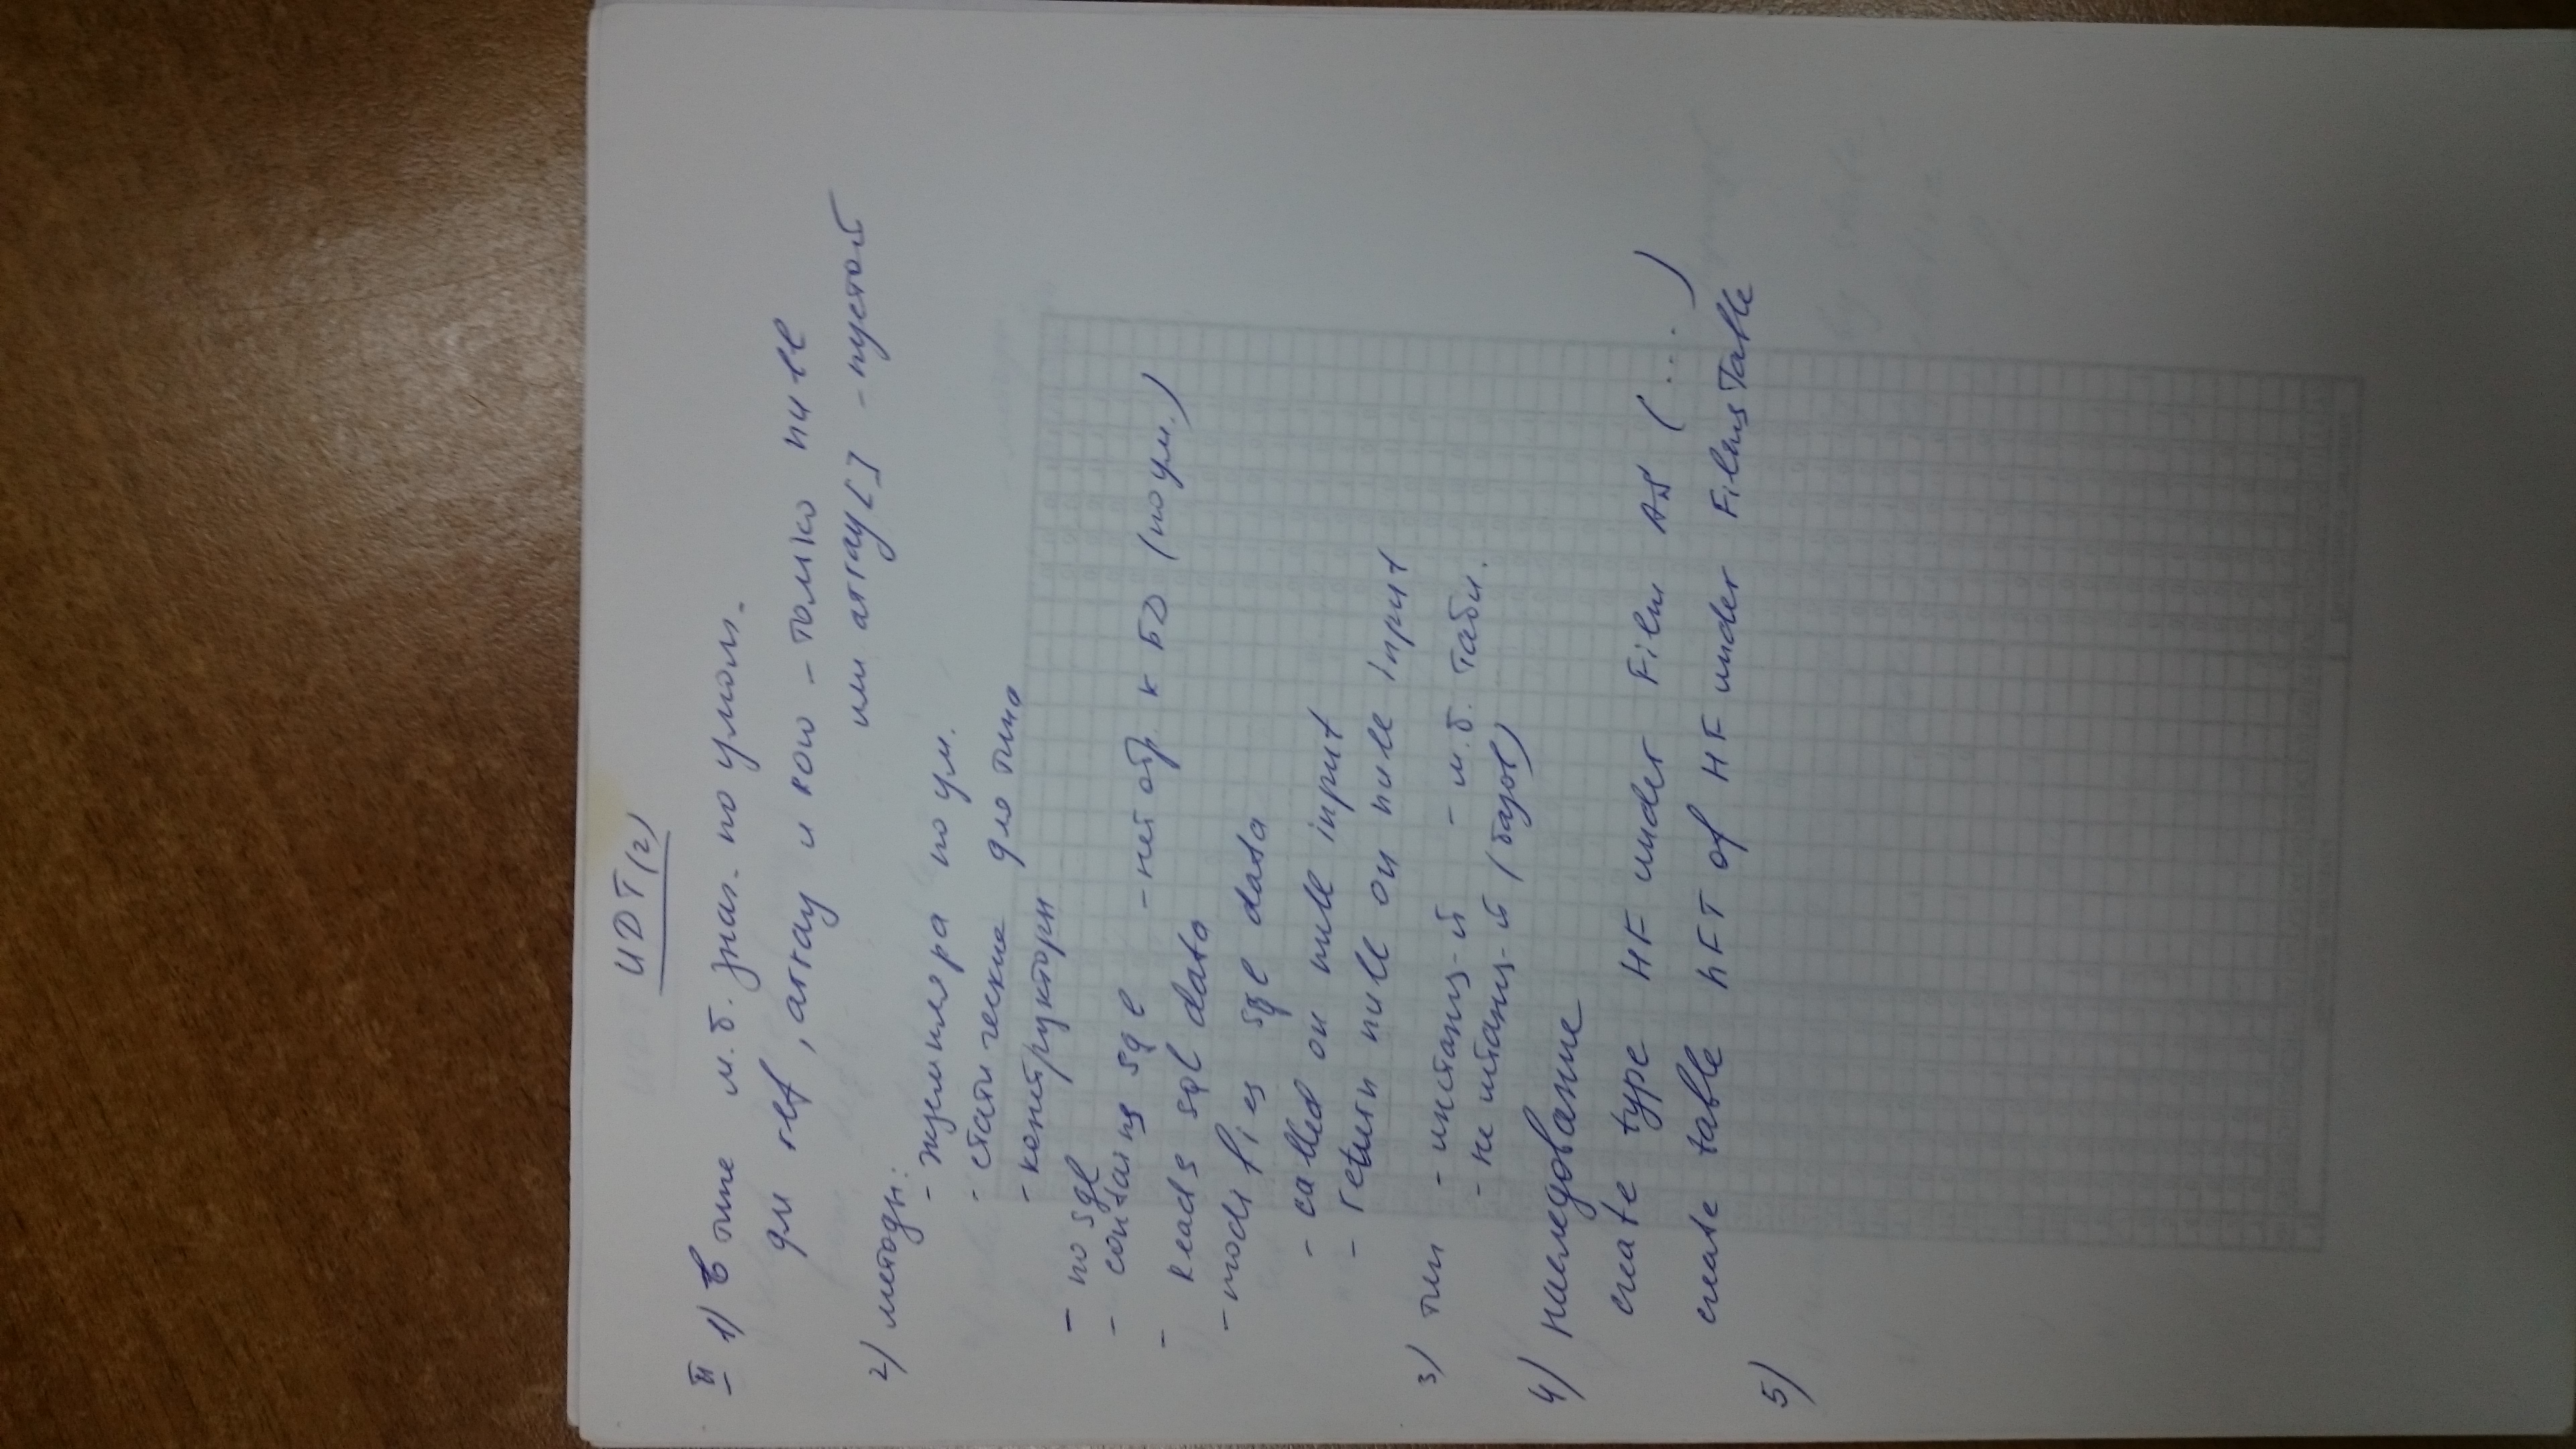 UDT (2)
II 1) В типе м.б. знач. по умолч.
для ref, array и row – только null
или array [] – пустой
2) методы:
- экземпляра по ум.
- статические для типа
- конструкторы
- no sql
- contains sql – нет обр. к БД (по ум.)
- reads sql data
- modifies sql data
- called on null input
- return null on null input
3) тип - инстанц-й - м.б. табл.
- не инстанц-й (базов)
4) наследование
create type HF under Film AS (...)
create table hFT of HF under FilmsTable
5)